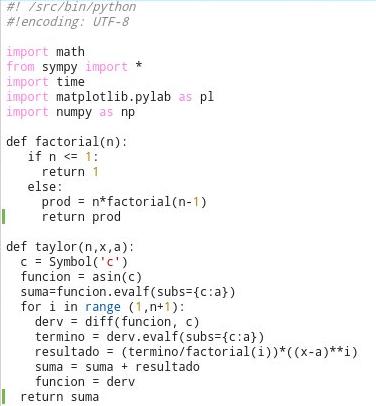 #! /src/bin/python
#!encoding: UTF-8
import math
from sympy import *
import time
import matplotlib.pylab as pl
import numpy as np
def factorial(n):
if n <= 1:
return 1
else:
prod = n*factorial(n-1)
return prod
def taylor(n,x,a):
c = Symbol('c')
funcion = asin(c)
suma=funcion.evalf(subs={c:a})
for i in range (1,n+1):
derv = diff(funcion, c)
termino = derv.evalf(subs={c:a})
resultado = (termino/factorial(i))*((x-a)**i)
suma = suma + resultado
funcion = derv
return suma